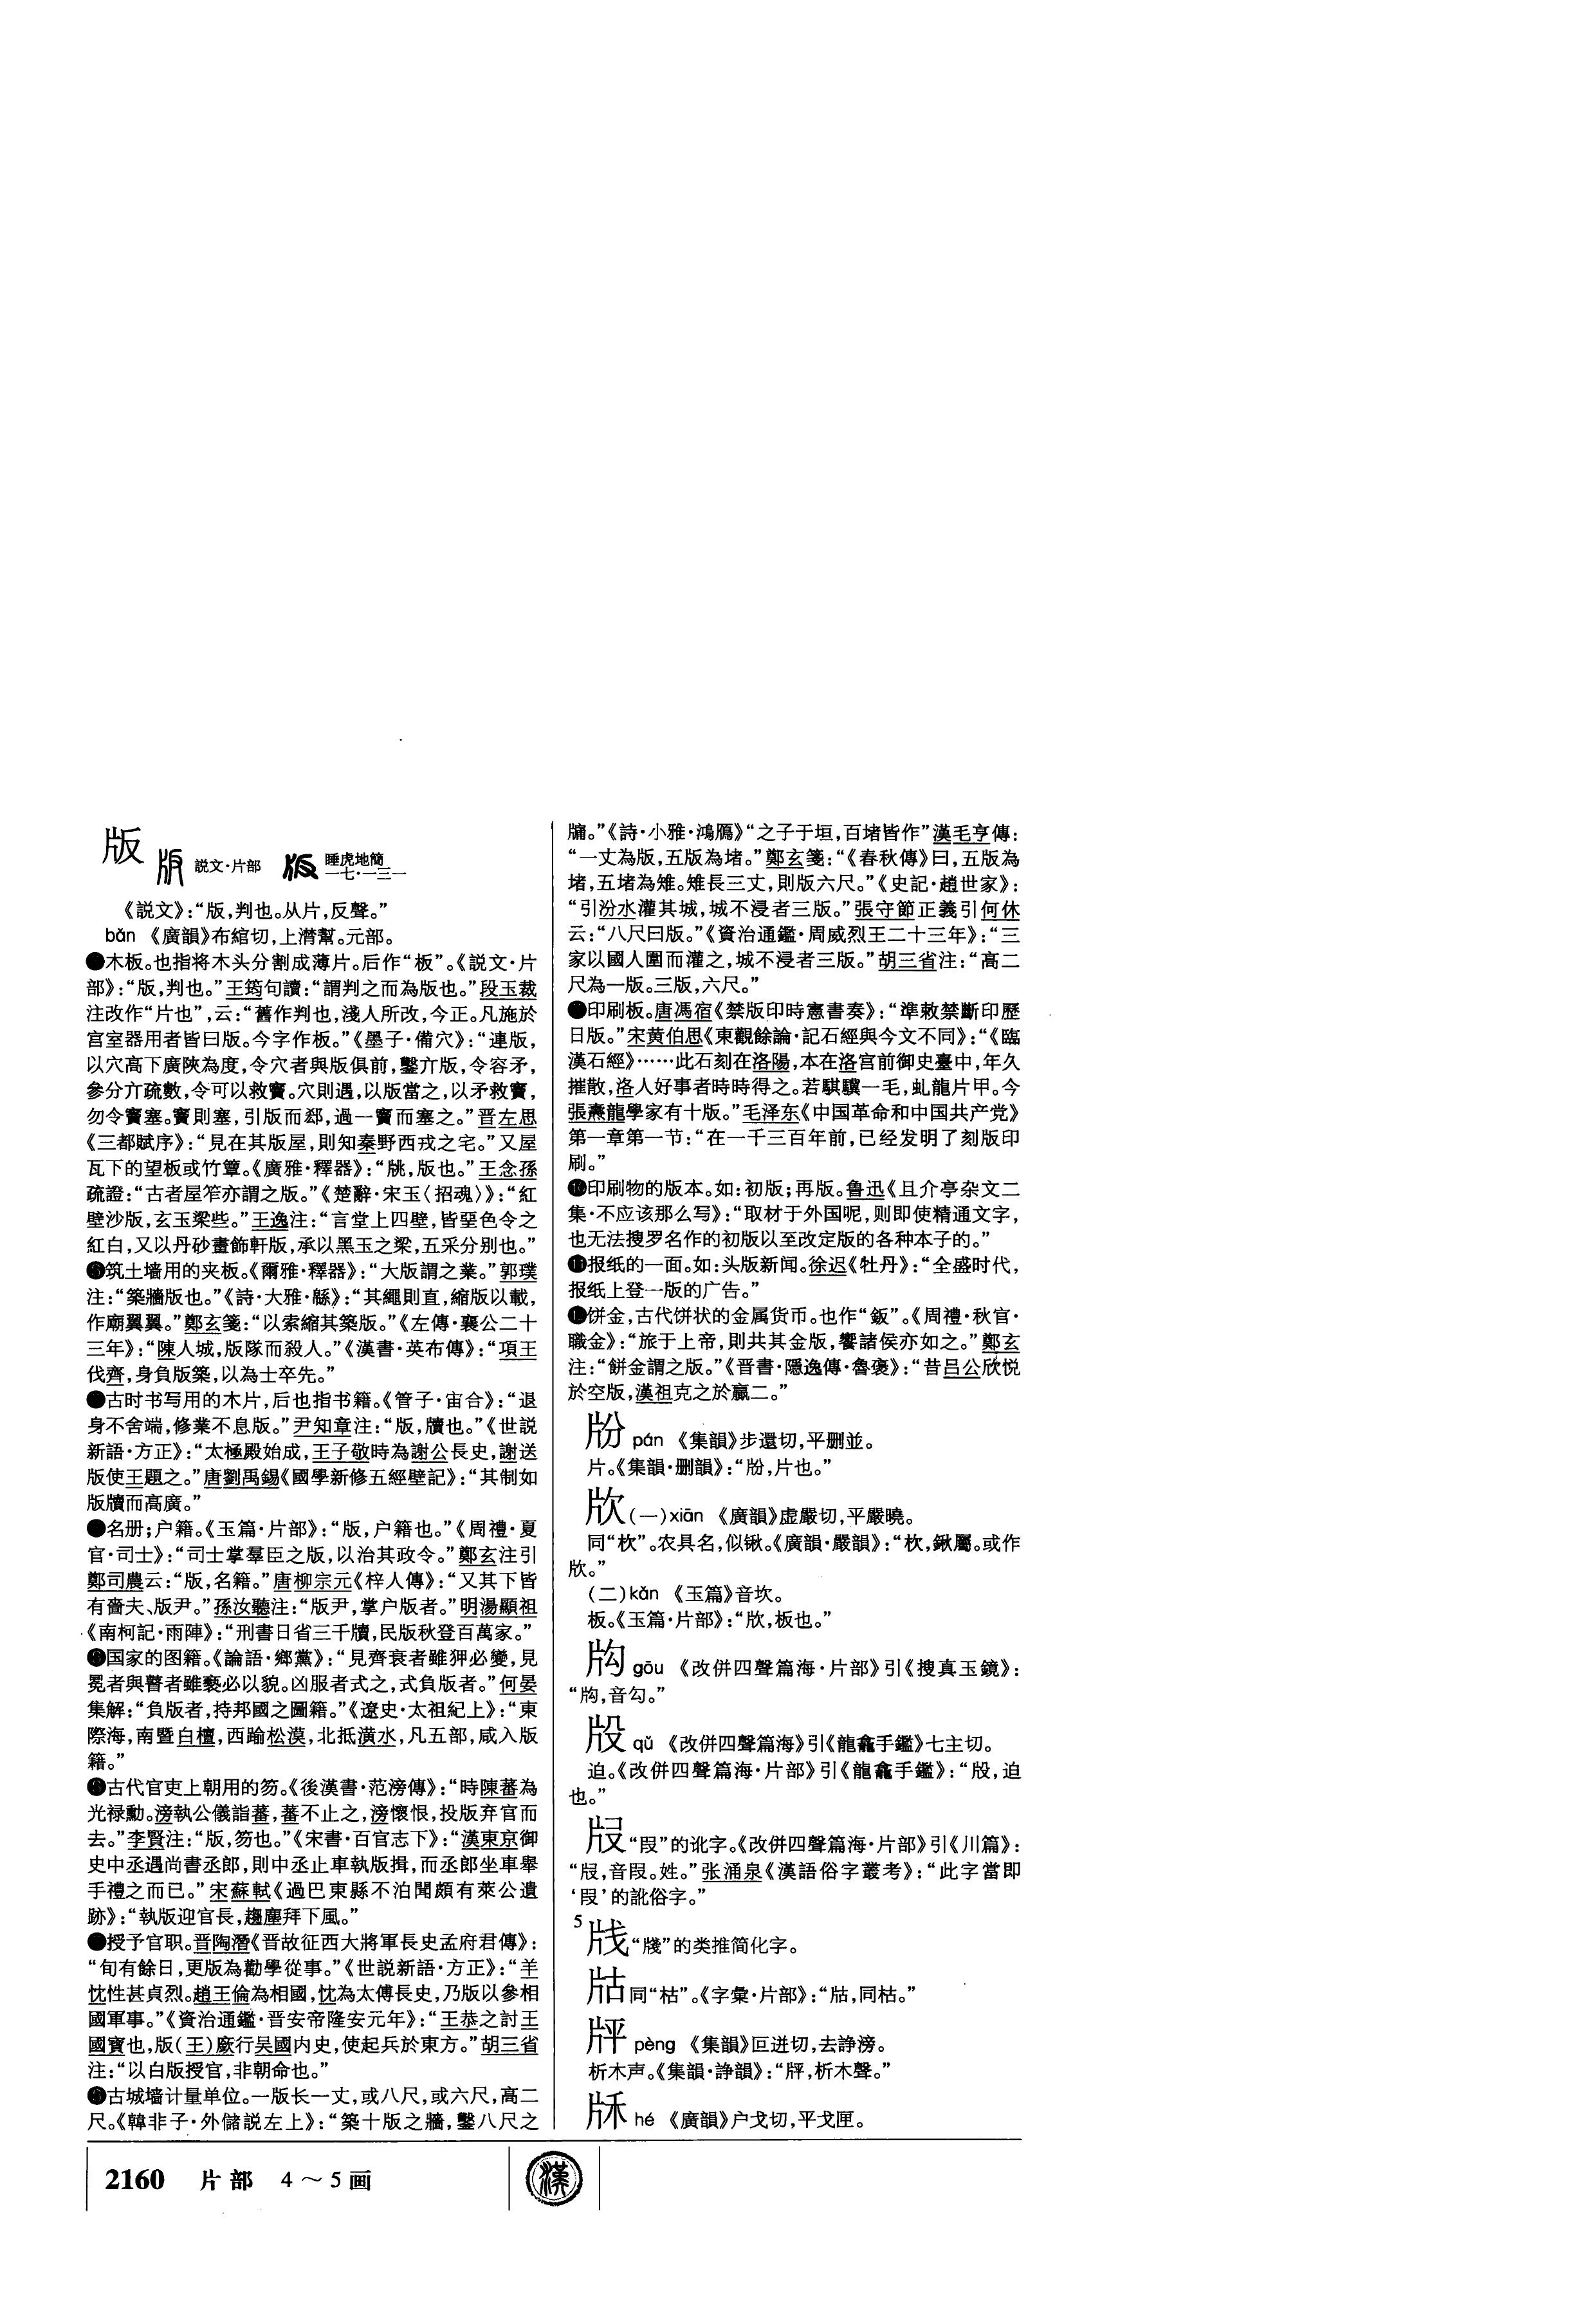 版 版 説文·片部 版 睡虎地簡
一七·一三一
《説文》：“版，判也。从片，反聲。”
bǎn 《廣韻》布綰切，上潸幫。元部。
木板。也指将木头分割成薄片。后作“板”。《説文·片
部》：“版，判也。”王筠句讀：“謂判之而為版也。”段玉裁
注改作“片也”，云：“舊作判也，淺人所改，今正。凡施於
宫室器用者皆曰版。今字作板。”《墨子·備穴》：“連版，
以穴高下廣陜為度，令穴者與版俱前，鑿亣版，令容矛，
參分亣疏數，令可以救竇。穴則遇，以版當之，以矛救竇，
勿令竇塞。竇則塞，引版而郄，過一竇而塞之。”晋左思
《三都賦序》：“見在其版屋，則知秦野西戎之宅。”又屋
瓦下的望板或竹簟。《廣雅·釋器》：“㸠，版也。”王念孫
疏證：“古者屋笮亦謂之版。”《楚辭·宋玉〈招魂〉》：“紅
壁沙版，玄玉梁些。”王逸注：“言堂上四壁，皆堊色令之
紅白，又以丹砂畫飾軒版，承以黑玉之梁，五采分别也。”
筑土墙用的夹板。《爾雅·釋器》：“大版謂之業。”郭璞
注：“築牆版也。”《詩·大雅·緜》：“其繩則直，縮版以載，
作廟翼翼。”鄭玄箋：“以索縮其築版。”《左傳·襄公二十
三年》：“陳人城，版隊而殺人。”《漢書·英布傳》：“項王
伐齊，身負版築，以為士卒先。”
古时书写用的木片，后也指书籍。《管子·宙合》：“退
身不舍端，修業不息版。”尹知章注：“版，牘也。”《世説
新語·方正》：“太極殿始成，王子敬時為謝公長史，謝送
版使王題之。”唐劉禹錫《國學新修五經壁記》：“其制如
版牘而高廣。”
名册；户籍。《玉篇·片部》：“版，户籍也。”《周禮·夏
官·司士》：“司士掌羣臣之版，以治其政令。”鄭玄注引
鄭司農云：“版，名籍。”唐柳宗元《梓人傳》：“又其下皆
有嗇夫、版尹。”孫汝聽注：“版尹，掌户版者。”明湯顯祖
《南柯記·雨陣》：“刑書日省三千牘，民版秋登百萬家。”
国家的图籍。《論語·鄉黨》：“見齊衰者雖狎必變，見
冕者與瞽者雖褻必以貌。凶服者式之，式負版者。”何晏
集解：“負版者，持邦國之圖籍。”《遼史·太祖紀上》：“東
際海，南暨白檀，西踰松漠，北抵潢水，凡五部，咸入版
籍。”
古代官吏上朝用的笏。《後漢書·范滂傳》：“時陳蕃為
光禄勳。滂執公儀詣蕃，蕃不止之，滂懷恨，投版弃官而
去。”李賢注：“版，笏也。”《宋書·百官志下》：“漢東京御
史中丞遇尚書丞郎，則中丞止車執版揖，而丞郎坐車舉
手禮之而已。”宋蘇軾《過巴東縣不泊聞頗有萊公遺
跡》：“執版迎官長，趨塵拜下風。”
授予官职。晋陶潛《晋故征西大將軍長史孟府君傳》：
“旬有餘日，更版為勸學從事。”《世説新語·方正》：“羊
忱性甚貞烈。趙王倫為相國，忱為太傅長史，乃版以參相
國軍事。”《資治通鑑·晋安帝隆安元年》：“王恭之討王
國寶也，版（王）廞行吴國内史，使起兵於東方。”胡三省
注：“以白版授官，非朝命也。”
古城墙计量单位。一版长一丈，或八尺，或六尺，高二
尺。《韓非子·外儲説左上》：“築十版之牆，鑿八尺之
牖。”《詩·小雅·鴻鴈》“之子于垣，百堵皆作”漢毛亨傳：
“一丈為版，五版為堵。”鄭玄箋：“《春秋傳》曰，五版為
堵，五堵為雉。雉長三丈，則版六尺。”《史記·趙世家》：
“引汾水灌其城，城不浸者三版。”張守節正義引何休
云：“八尺曰版。”《資治通鑑·周威烈王二十三年》：“三
家以國人圍而灌之，城不浸者三版。”胡三省注：“高二
尺為一版。三版，六尺。”
印刷板。唐馮宿《禁版印時憲書奏》：“準敕禁斷印歷
日版。”宋黄伯思《東觀餘論·記石經與今文不同》：“《臨
漢石經》……此石刻在洛陽，本在洛宫前御史臺中，年久
摧散，洛人好事者時時得之。若騏驥一毛，虬龍片甲。今
張燾龍學家有十版。”毛泽东《中国革命和中国共产党》
第一章第一节：“在一千三百年前，已经发明了刻版印
刷。”
⑩印刷物的版本。如：初版；再版。鲁迅《且介亭杂文二
集·不应该那么写》：“取材于外国呢，则即使精通文字，
也无法搜罗名作的初版以至改定版的各种本子的。”
⑪报纸的一面。如：头版新闻。徐迟《牡丹》：“全盛时代，
报纸上登一版的广告。”
饼金，古代饼状的金属货币。也作“鈑”。《周禮·秋官·
職金》：“旅于上帝，則共其金版，饗諸侯亦如之。”鄭玄
注：“餅金謂之版。”《晋書·隱逸傳·魯褒》：“昔吕公欣悦
於空版，漢祖克之於羸二。”
牉 pán 《集韻》步還切，平删並。
片。《集韻·删韻》：“，片也。”
㸝（一）xiān 《廣韻》虚嚴切，平嚴曉。
同“杴”。农具名，似锹。《廣韻·嚴韻》：“杴，鍬屬。或作
㸝。”
（二）kǎn 《玉篇》音坎。
板。《玉篇·片部》：“㸝，板也。”
gōu 《改併四聲篇海·片部》引《搜真玉鏡》：
“，音勾。”
qǔ 《改併四聲篇海》引《龍龕手鑑》七主切。
迫。《改併四聲篇海·片部》引《龍龕手鑑》：“，迫
也。”
“叚”的讹字。《改併四聲篇海·片部》引《川篇》：
“，音叚。姓。”张涌泉《漢語俗字叢考》：“此字當即
‘叚’的訛俗字。”
5
“牋”的类推简化字。
同“枯”。《字彙·片部》：“，同枯。”
pèng 《集韻》叵迸切，去諍滂。
析木声。《集韻·諍韻》：“，析木聲。”
hé 《廣韻》户戈切，平戈匣。
2160 片部 4～5画 漢